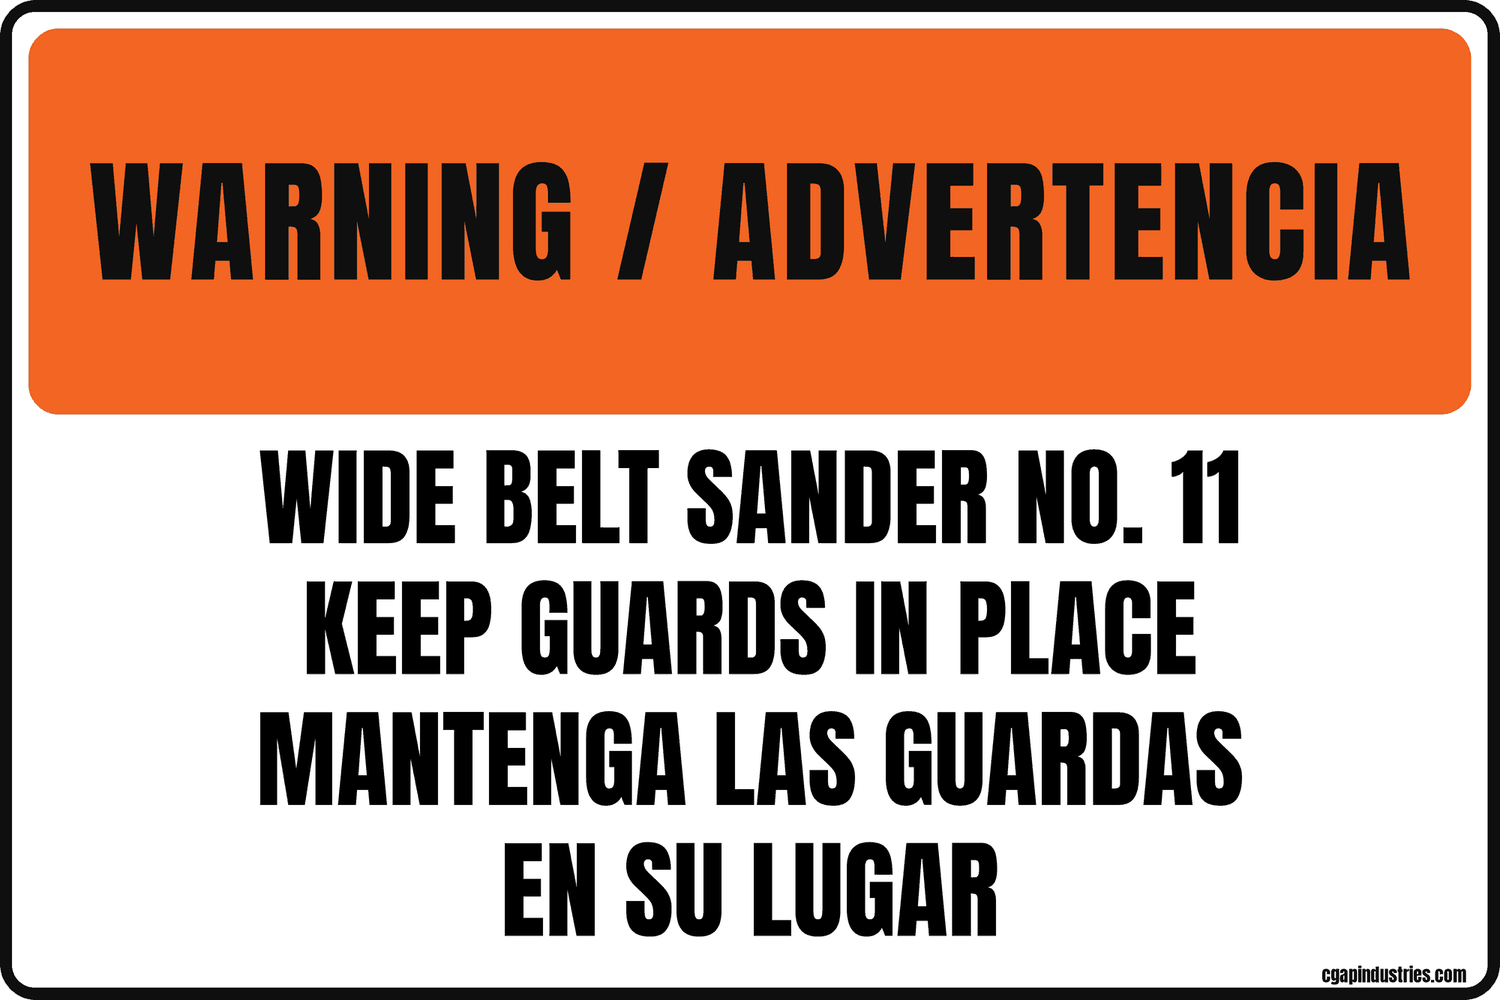 WARNING / ADVERTENCIA
WIDE BELT SANDER NO. 11
KEEP GUARDS IN PLACE
MANTENGA LAS GUARDAS
EN SU LUGAR
cgapindustries.com